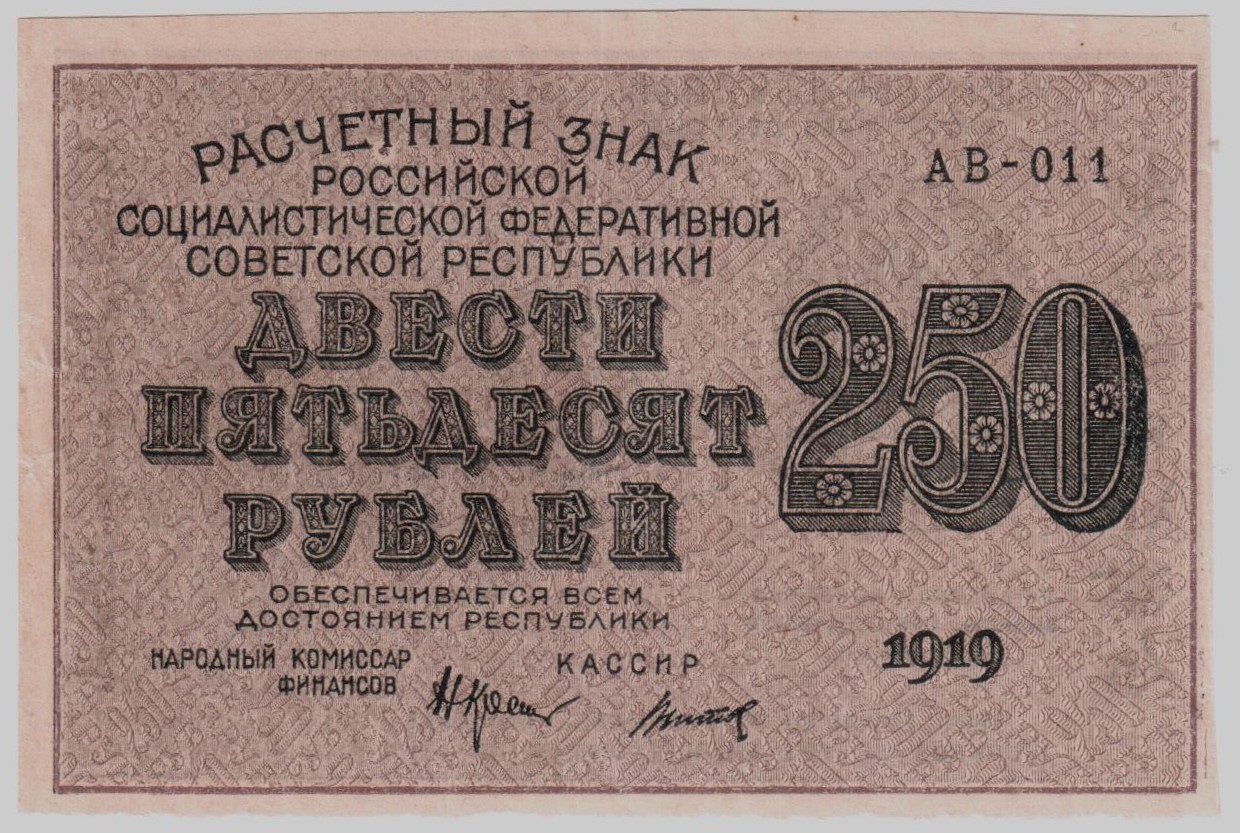 РАСЧЕТНЫЙ ЗНАК
РОССИЙСКОЙ
СОЦИАЛИСТИЧЕСКОЙ ФЕДЕРАТИВНОЙ
СОВЕТСКОЙ РЕСПУБЛИКИ
АВ-011
ДВЕСТИ
ПЯТЬДЕСЯТ
РУБЛЕЙ
250
ОБЕСПЕЧИВАЕТСЯ ВСЕМ
ДОСТОЯНИЕМ РЕСПУБЛИКИ
НАРОДНЫЙ КОМИССАР
ФИНАНСОВ
КАССИР
1919